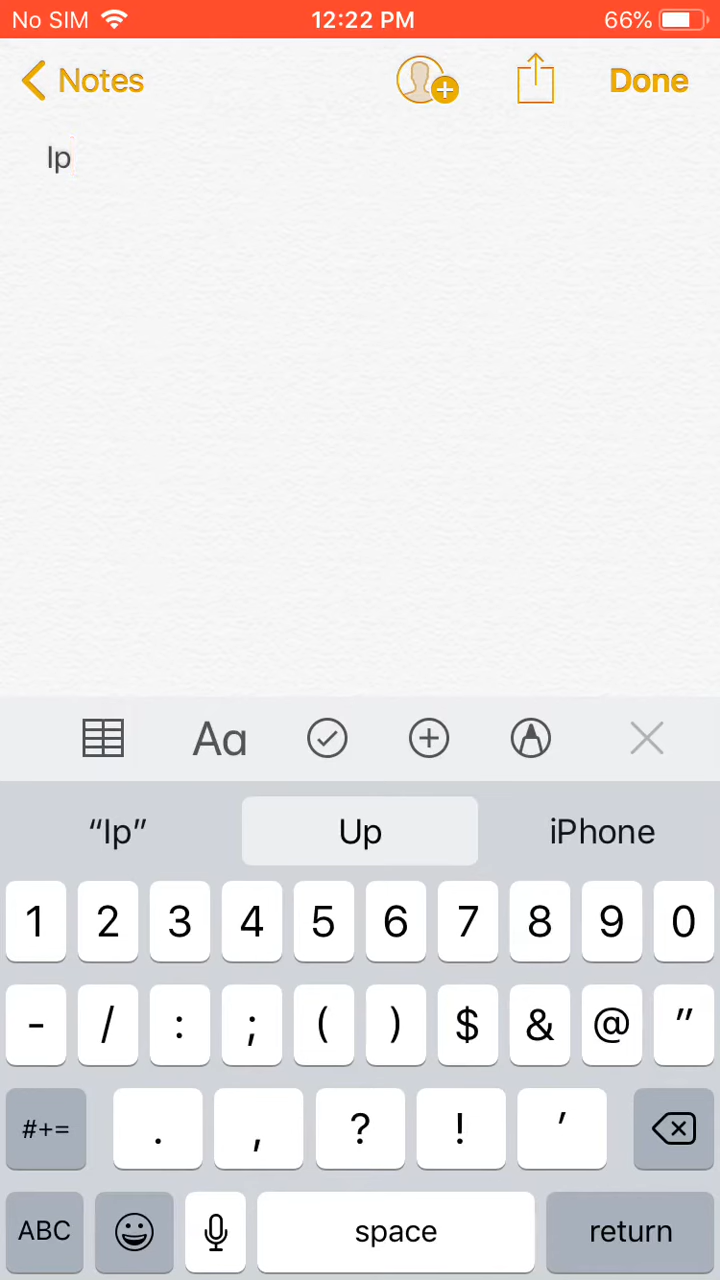 No SIM 12:22 PM 66%
Notes Done
Ip
Aa
“Ip” Up iPhone
1 2 3 4 5 6 7 8 9 0
- / : ; ( ) $ & @ "
#+= . , ? ! '
ABC space return